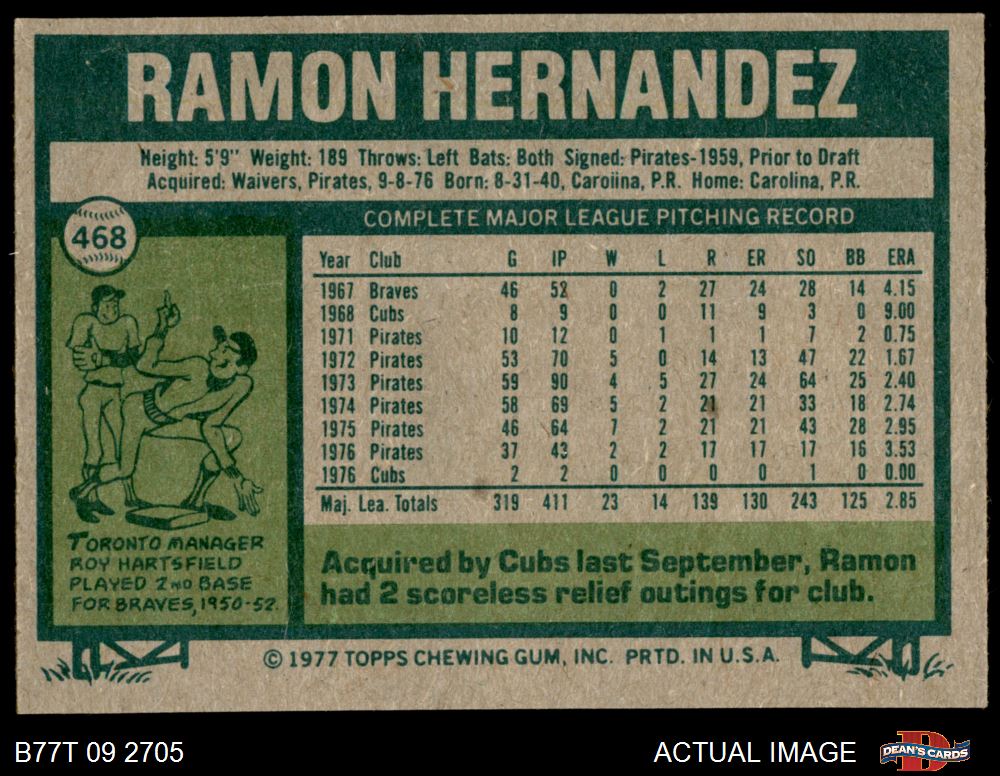 RAMON HERNANDEZ
Neight: 5'9" Weight: 189 Throws: Left Bats: Both Signed: Pirates-1959, Prior to Draft
Acquired: Waivers, Pirates, 9-8-76 Born: 8-31-40, Carolina, P.R. Home: Carolina, P.R.
468
COMPLETE MAJOR LEAGUE PITCHING RECORD
Year Club G IP W L R ER SO BB ERA
1967 Braves 46 52 0 2 27 24 28 14 4.15
1968 Cubs 8 9 0 0 11 9 3 0 9.00
1971 Pirates 10 12 0 1 1 1 7 2 0.75
1972 Pirates 53 70 5 0 14 13 47 22 1.67
1973 Pirates 59 90 4 5 27 24 64 25 2.40
1974 Pirates 58 69 5 2 21 21 33 18 2.74
1975 Pirates 46 64 7 2 21 21 43 28 2.95
1976 Pirates 37 43 2 2 17 17 17 16 3.53
1976 Cubs 2 2 0 0 0 0 1 0 0.00
Maj. Lea. Totals 319 411 23 14 139 130 243 125 2.85
TORONTO MANAGER
ROY HARTSFIELD
PLAYED 2ND BASE
FOR BRAVES, 1950-52.
Acquired by Cubs last September, Ramon
had 2 scoreless relief outings for club.
© 1977 TOPPS CHEWING GUM, INC. PRTD. IN U.S.A.
B77T 09 2705
ACTUAL IMAGE
D
DEAN'S CARDS